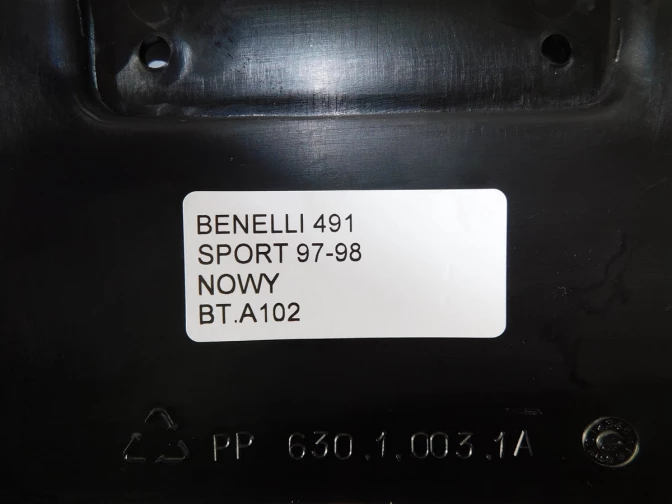 BENELLI 491
SPORT 97-98
NOWY
BT.A102
PP 630.1.003.1A